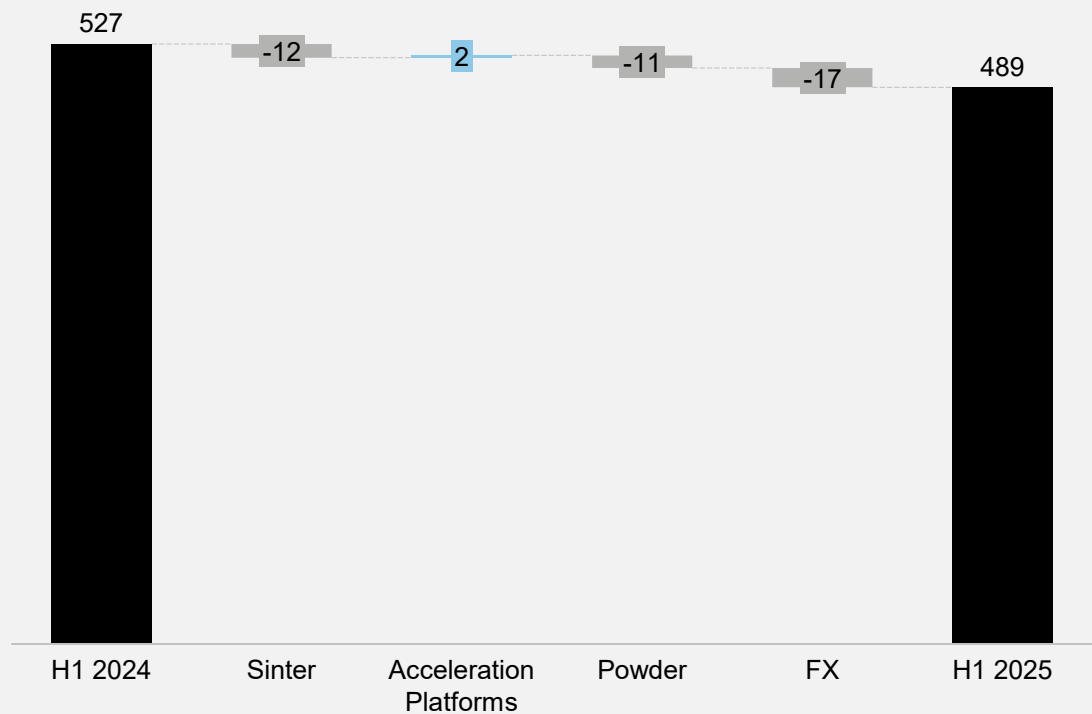 527
-12
2
-11
-17
489
H1 2024
Sinter
Acceleration
Platforms
Powder
FX
H1 2025